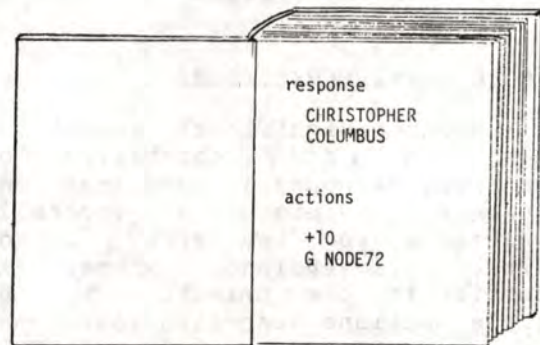 response
CHRISTOPHER
COLUMBUS
actions
+10
G NODE72